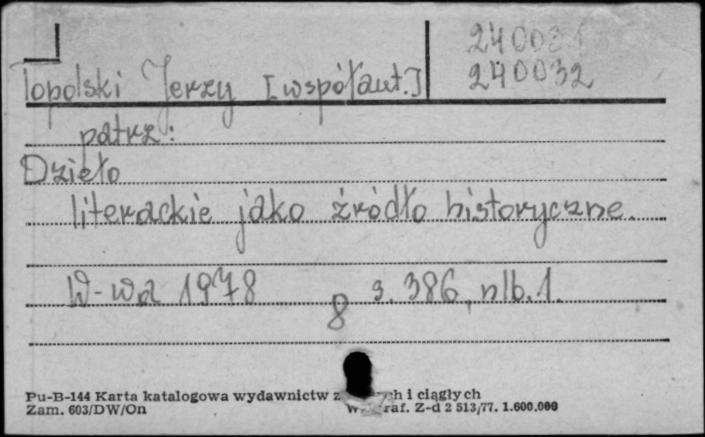 240031
240032
Topolski Jerzy [współaut.]
patrz:
Dzieło
literackie jako źródło historyczne.
W-wa 1978 8 s. 386, nlb. 1.
Pu-B-144 Karta katalogowa wydawnictw i ciągłych
Zam. 603/DW/On Z-d 2 513/77. 1.600.000